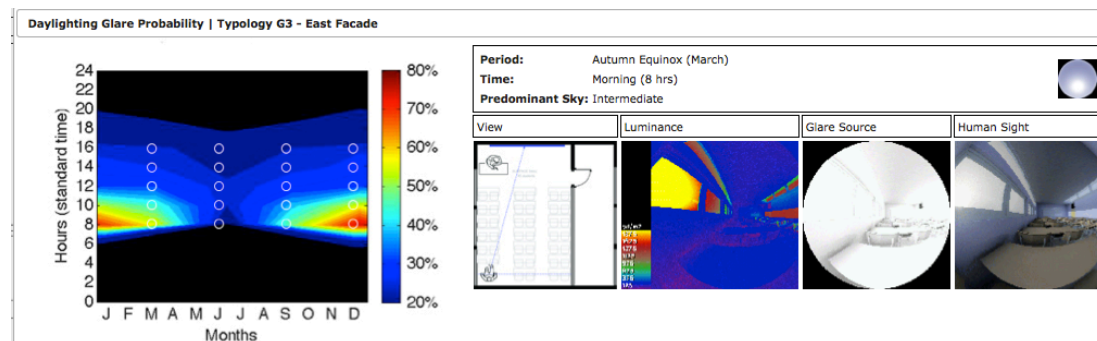 Daylighting Glare Probability | Typology G3 - East Facade
Hours (standard time)
24
22
20
18
16
14
12
10
8
6
4
2
0
J F M A M J J A S O N D
Months
80%
70%
60%
50%
40%
30%
20%
Period: Autumn Equinox (March)
Time: Morning (8 hrs)
Predominant Sky: Intermediate
View Luminance Glare Source Human Sight